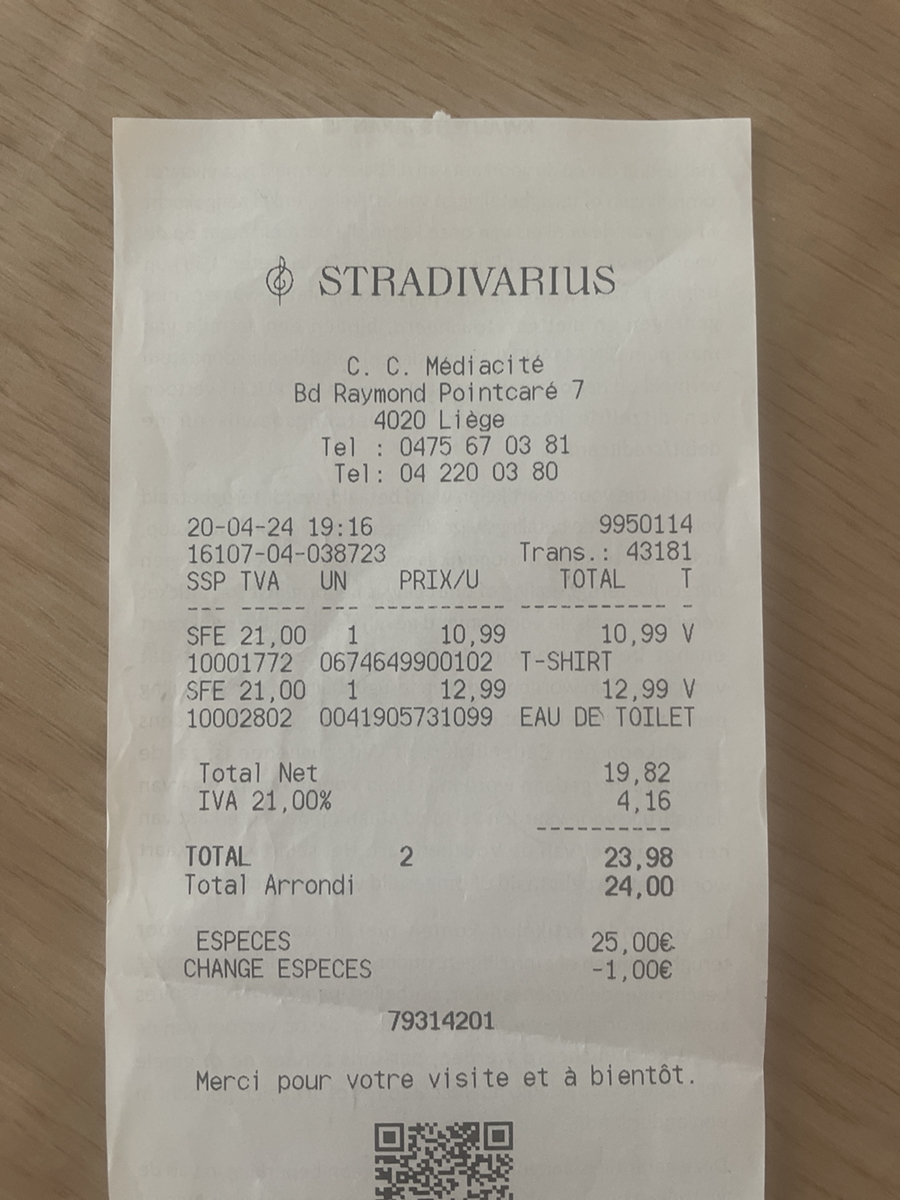 STRADIVARIUS
C. C. Médiacité
Bd Raymond Pointcaré 7
4020 Liège
Tel : 0475 67 03 81
Tel: 04 220 03 80
20-04-24 19:16 9950114
16107-04-038723 Trans.: 43181
SSP TVA UN PRIX/U TOTAL T
--- ----- --- ---------- ----------- -
SFE 21,00 1 10,99 10,99 V
10001772 0674649900102 T-SHIRT
SFE 21,00 1 12,99 12,99 V
10002802 0041905731099 EAU DE TOILET
Total Net 19,82
IVA 21,00% 4,16
----------
TOTAL 2 23,98
Total Arrondi 24,00
ESPECES 25,00€
CHANGE ESPECES -1,00€
79314201
Merci pour votre visite et à bientôt.